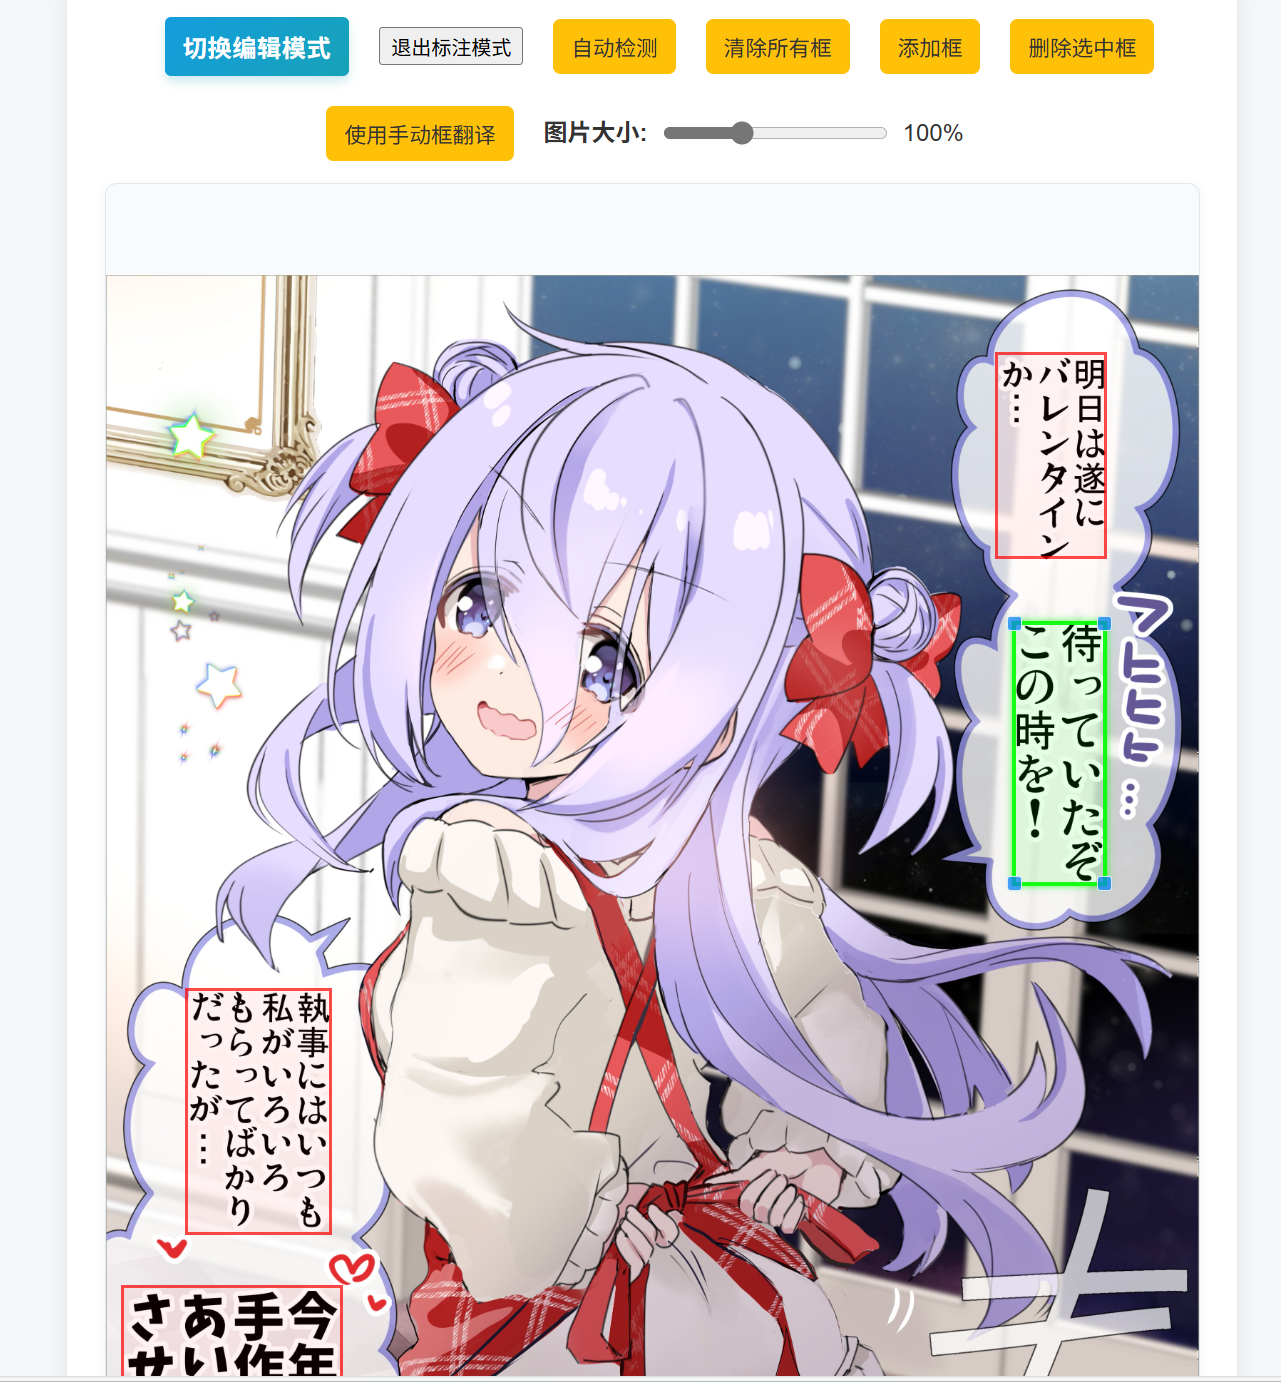 切换编辑模式
退出标注模式
自动检测
清除所有框
添加框
删除选中框
使用手动框翻译
图片大小:
100%
明日は遂に
バレンタイン
か…
フヒヒヒ…
待っていたぞ
この時を！
執事にはいつも
私がいろいろ
もらってばかり
だったが…
今年
手作
あい
させ
キ